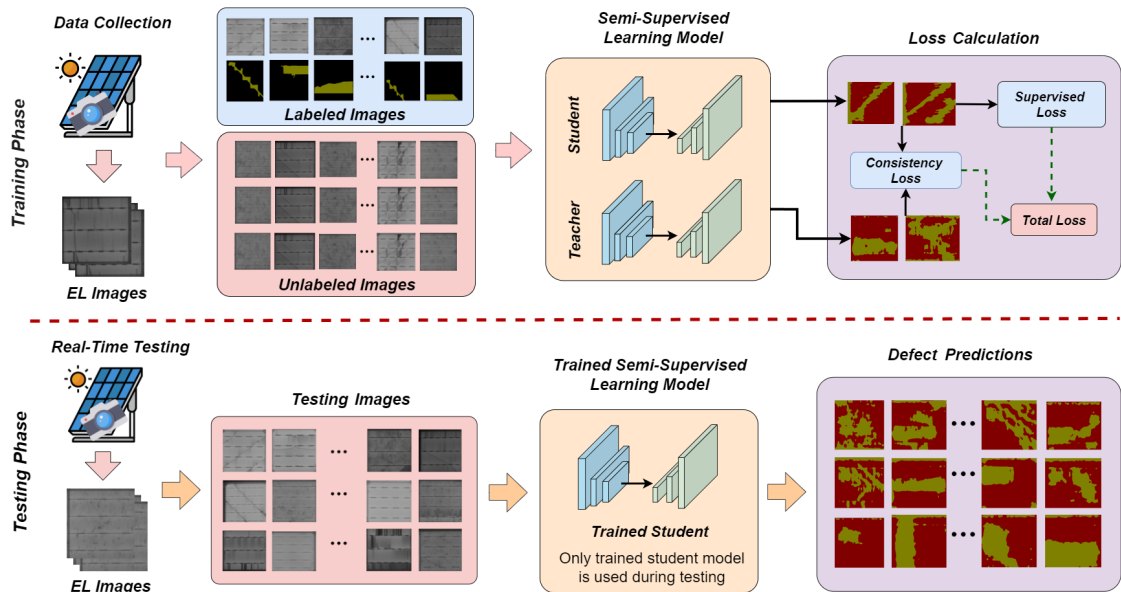 Training Phase
Data Collection
EL Images
Labeled Images
Unlabeled Images
Semi-Supervised
Learning Model
Student
Teacher
Loss Calculation
Supervised
Loss
Consistency
Loss
Total Loss
Testing Phase
Real-Time Testing
EL Images
Testing Images
Trained Semi-Supervised
Learning Model
Trained Student
Only trained student model
is used during testing
Defect Predictions